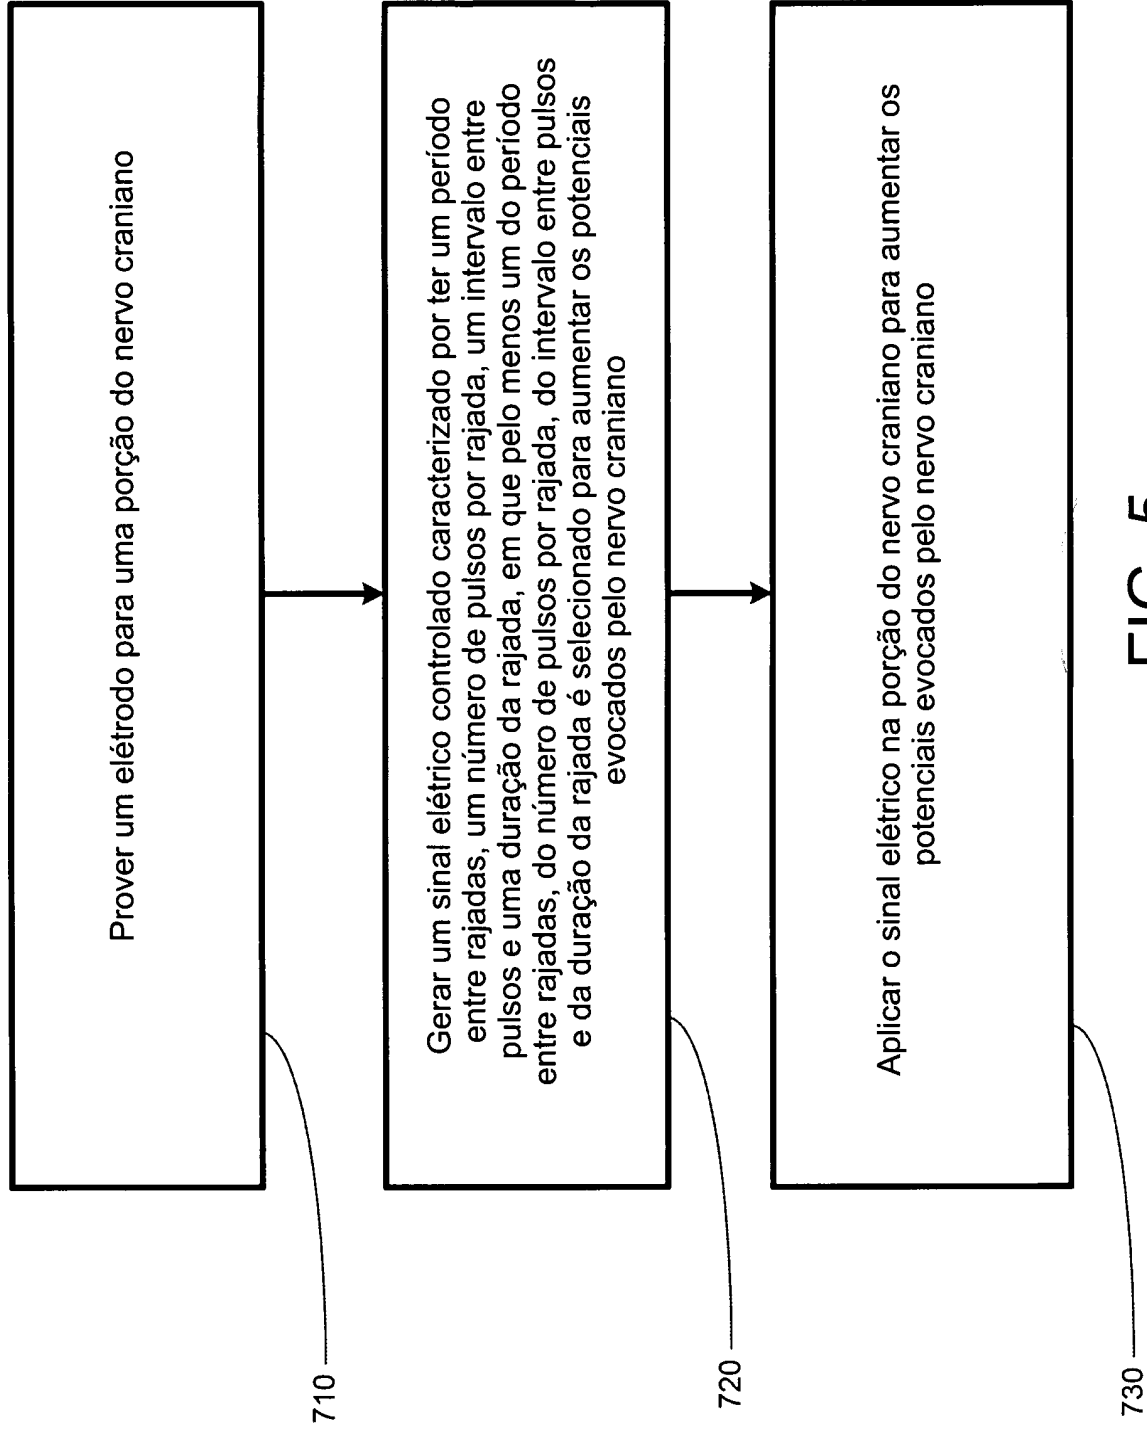 Prover um elétrodo para uma porção do nervo craniano
710
Gerar um sinal elétrico controlado caracterizado por ter um período
entre rajadas, um número de pulsos por rajada, um intervalo entre
pulsos e uma duração da rajada, em que pelo menos um do período
entre rajadas, do número de pulsos por rajada, do intervalo entre pulsos
e da duração da rajada é selecionado para aumentar os potenciais
evocados pelo nervo craniano
720
Aplicar o sinal elétrico na porção do nervo craniano para aumentar os
potenciais evocados pelo nervo craniano
730
FIG. 5